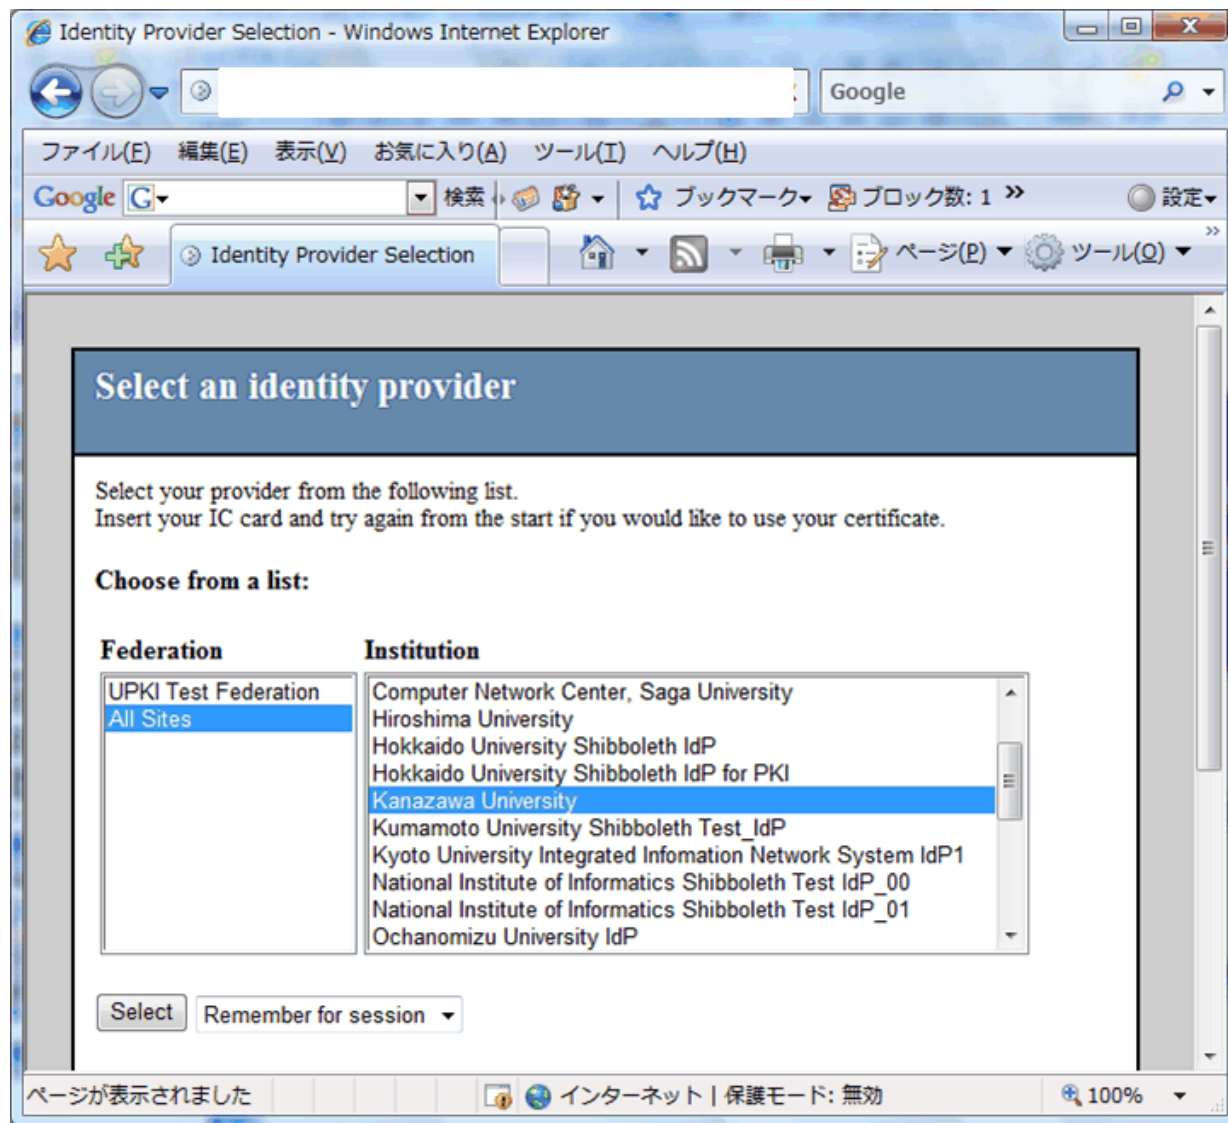 Identity Provider Selection - Windows Internet Explorer
Google
ファイル(F) 編集(E) 表示(V) お気に入り(A) ツール(T) ヘルプ(H)
Google G 検索 ブックマーク ブロック数: 1 設定
Identity Provider Selection ページ(P) ツール(O)
Select an identity provider
Select your provider from the following list.
Insert your IC card and try again from the start if you would like to use your certificate.
Choose from a list:
Federation Institution
UPKI Test Federation Computer Network Center, Saga University
All Sites Hiroshima University
Hokkaido University Shibboleth IdP
Hokkaido University Shibboleth IdP for PKI
Kanazawa University
Kumamoto University Shibboleth Test_IdP
Kyoto University Integrated Infomation Network System IdP1
National Institute of Informatics Shibboleth Test IdP_00
National Institute of Informatics Shibboleth Test IdP_01
Ochanomizu University IdP
Select Remember for session
ページが表示されました インターネット | 保護モード: 無効 100%